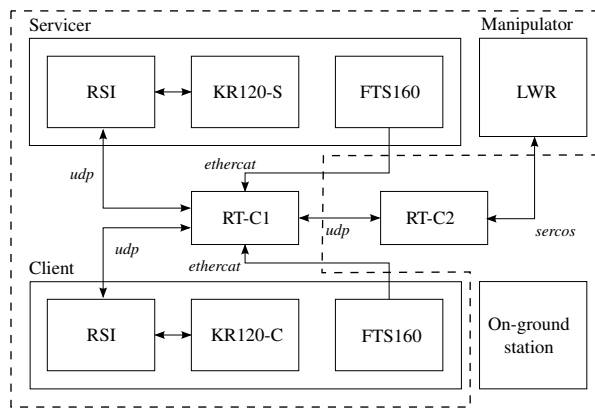 Servicer
Manipulator
RSI
KR120-S
FTS160
LWR
udp
ethercat
RT-C1
udp
RT-C2
sercos
udp
ethercat
Client
RSI
KR120-C
FTS160
On-ground
station